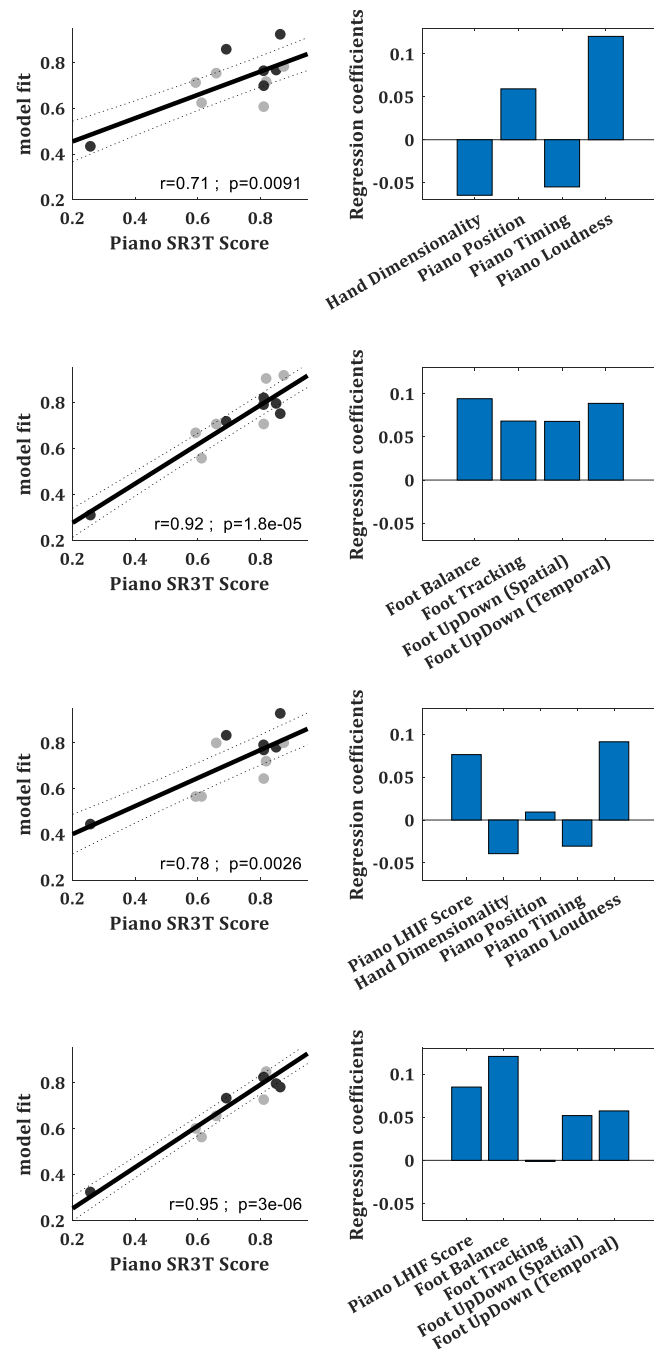 model fit
0.8
0.6
0.4
0.2
r=0.71 ; p=0.0091
0.2 0.4 0.6 0.8
Piano SR3T Score
Regression coefficients
0.1
0.05
0
-0.05
Hand Dimensionality
Piano Position
Piano Timing
Piano Loudness
model fit
0.8
0.6
0.4
0.2
r=0.92 ; p=1.8e-05
0.2 0.4 0.6 0.8
Piano SR3T Score
Regression coefficients
0.1
0.05
0
-0.05
Foot Balance
Foot Tracking
Foot UpDown (Spatial)
Foot UpDown (Temporal)
model fit
0.8
0.6
0.4
0.2
r=0.78 ; p=0.0026
0.2 0.4 0.6 0.8
Piano SR3T Score
Regression coefficients
0.1
0.05
0
-0.05
Piano LHIF Score
Hand Dimensionality
Piano Position
Piano Timing
Piano Loudness
model fit
0.8
0.6
0.4
0.2
r=0.95 ; p=3e-06
0.2 0.4 0.6 0.8
Piano SR3T Score
Regression coefficients
0.1
0.05
0
-0.05
Piano LHIF Score
Foot Balance
Foot Tracking
Foot UpDown (Spatial)
Foot UpDown (Temporal)